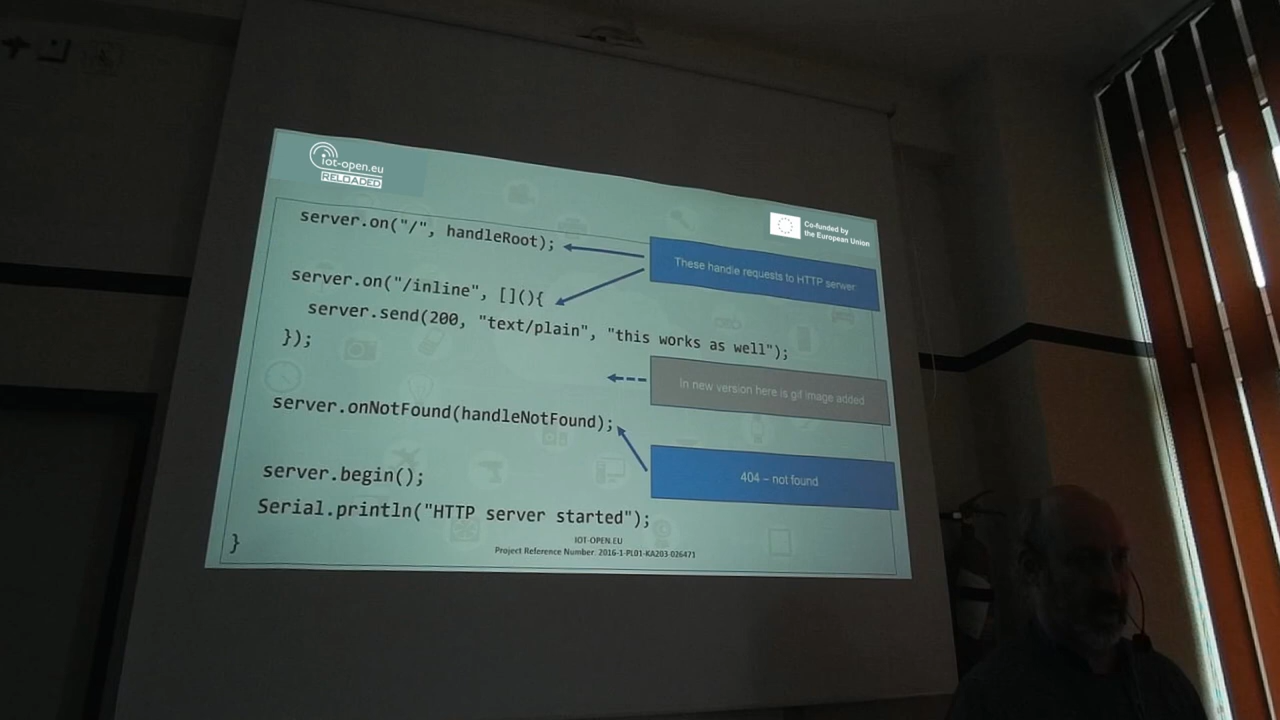 iot-open.eu
RELOADED
Co-funded by
the European Union
server.on("/", handleRoot);
These handle requests to HTTP server
server.on("/inline", [](){
server.send(200, "text/plain", "this works as well");
});
In new version here is gif image added
server.onNotFound(handleNotFound);
404 – not found
server.begin();
Serial.println("HTTP server started");
}
IOT-OPEN.EU
Project Reference Number: 2016-1-PL01-KA203-026471